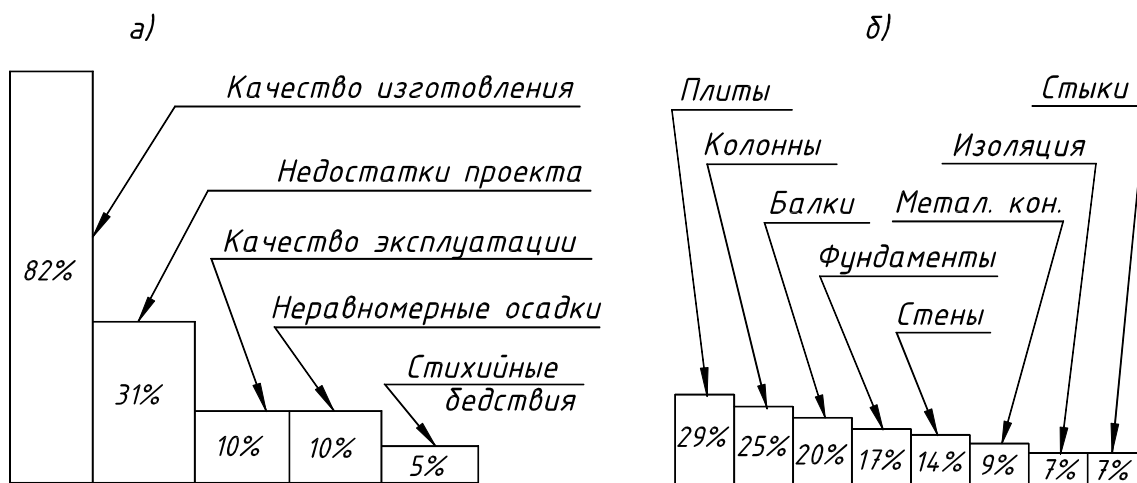 а)
Качество изготовления
Недостатки проекта
Качество эксплуатации
Неравномерные осадки
Стихийные
бедствия
82%
31%
10%
10%
5%
б)
Плиты
Колонны
Балки
Фундаменты
Стены
Метал. кон.
Изоляция
Стыки
29%
25%
20%
17%
14%
9%
7%
7%